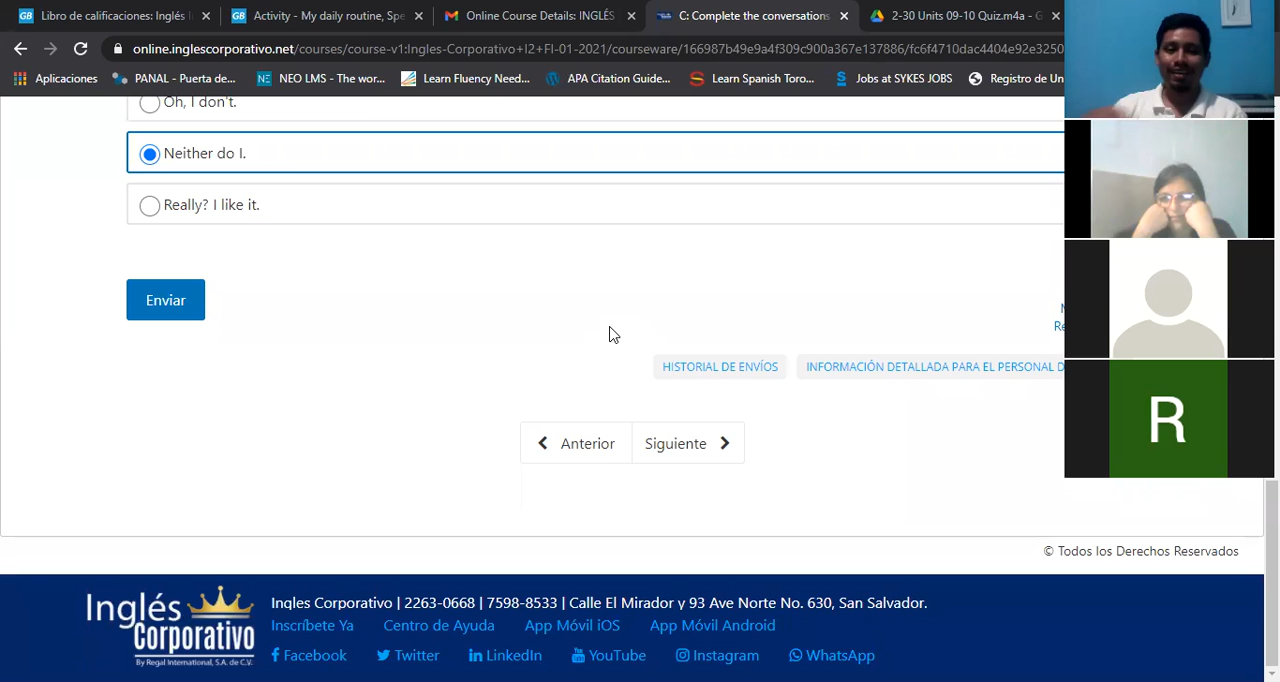 Libro de calificaciones: Inglés I
Activity - My daily routine, Spe
Online Course Details: INGLÉS
C: Complete the conversations
2-30 Units 09-10 Quiz.m4a - G
online.inglescorporativo.net/courses/course-v1:Ingles-Corporativo+I2+FI-01-2021/courseware/166987b49e9a4f309c900a367e137886/fc6f4710dac4404e92e3250
Aplicaciones
PANAL - Puerta de...
NEO LMS - The wor...
Learn Fluency Need...
APA Citation Guide...
Learn Spanish Toro...
Jobs at SYKES JOBS
Registro de Un
Oh, I don't.
Neither do I.
Really? I like it.
Enviar
HISTORIAL DE ENVÍOS
INFORMACIÓN DETALLADA PARA EL PERSONAL D
Anterior
Siguiente
R
© Todos los Derechos Reservados
Inglés
Corporativo
By Regal International, S.A. de C.V.
Ingles Corporativo | 2263-0668 | 7598-8533 | Calle El Mirador y 93 Ave Norte No. 630, San Salvador.
Inscríbete Ya
Centro de Ayuda
App Móvil iOS
App Móvil Android
Facebook
Twitter
LinkedIn
YouTube
Instagram
WhatsApp